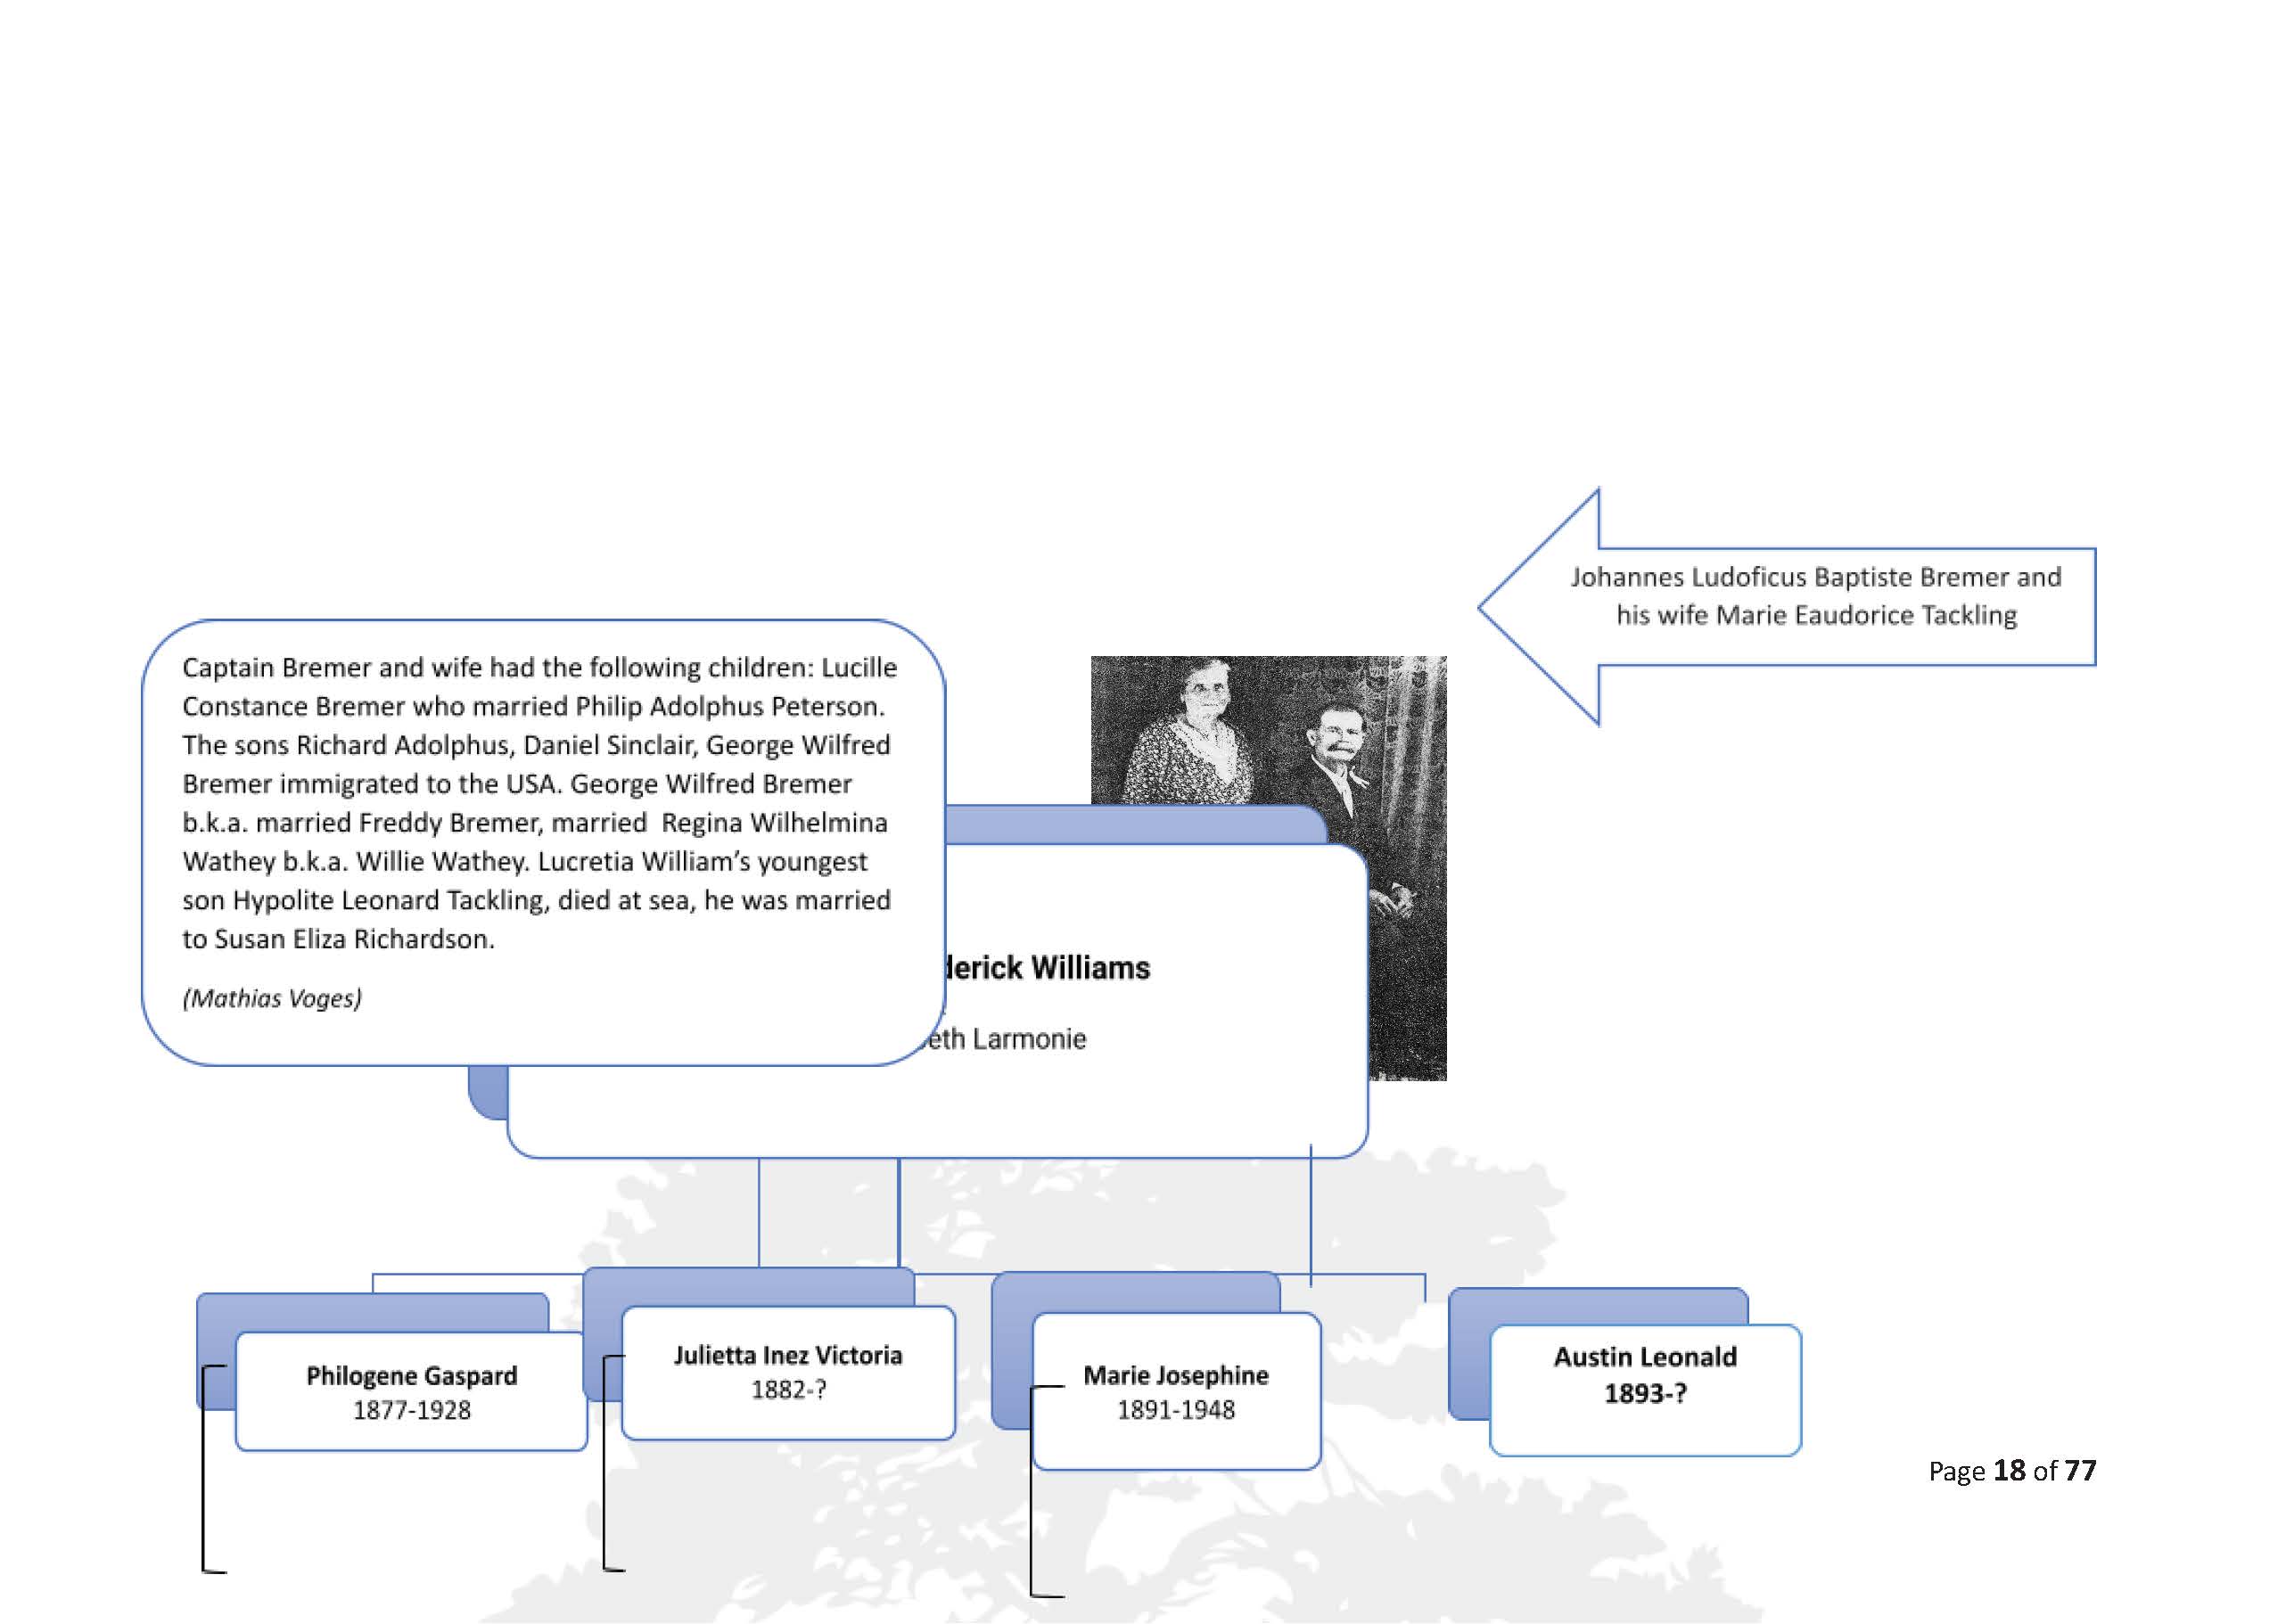 Johannes Ludoficus Baptiste Bremer and
his wife Marie Eaudorice Tackling
Captain Bremer and wife had the following children: Lucille
Constance Bremer who married Philip Adolphus Peterson.
The sons Richard Adolphus, Daniel Sinclair, George Wilfred
Bremer immigrated to the USA. George Wilfred Bremer
b.k.a. married Freddy Bremer, married  Regina Wilhelmina
Wathey b.k.a. Willie Wathey. Lucretia William’s youngest
son Hypolite Leonard Tackling, died at sea, he was married
to Susan Eliza Richardson.
(Mathias Voges)
Williams
Larmonie
Philogene Gaspard
1877-1928
Julietta Inez Victoria
1882-?
Marie Josephine
1891-1948
Austin Leonald
1893-?
Page 18 of 77